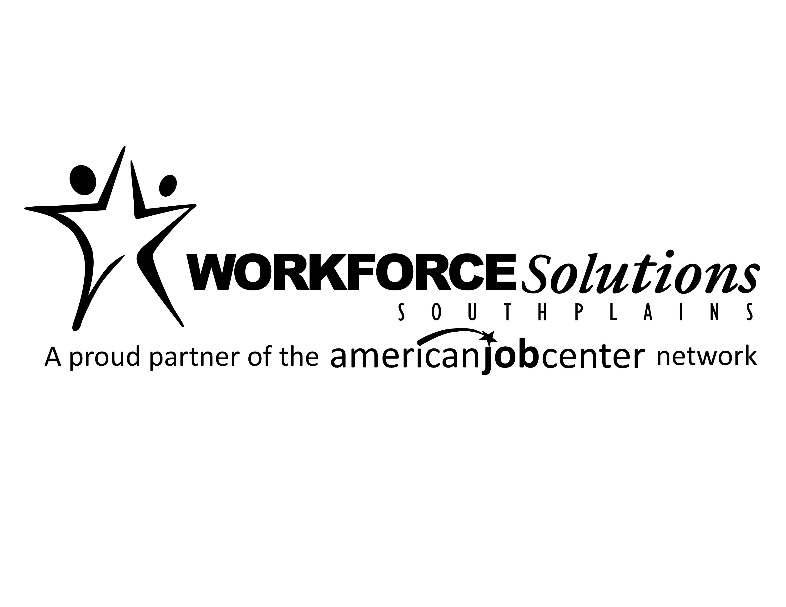 WORKFORCE Solutions
SOUTHPLAINS
A proud partner of the americanjobcenter network